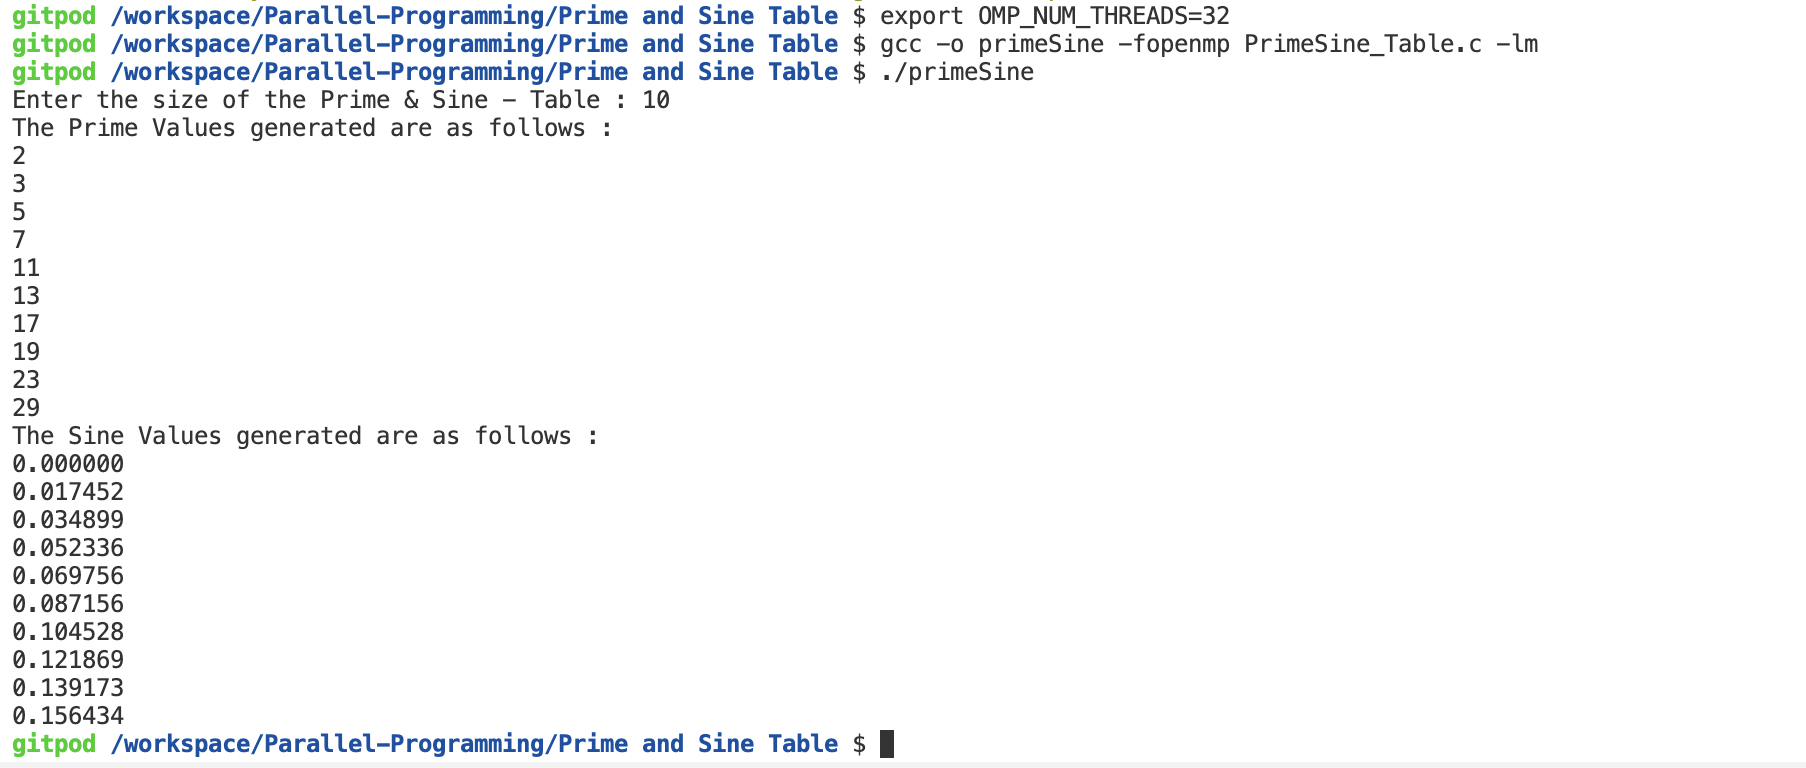 gitpod /workspace/Parallel-Programming/Prime and Sine Table $ export OMP_NUM_THREADS=32
gitpod /workspace/Parallel-Programming/Prime and Sine Table $ gcc -o primeSine -fopenmp PrimeSine_Table.c -lm
gitpod /workspace/Parallel-Programming/Prime and Sine Table $ ./primeSine
Enter the size of the Prime & Sine - Table : 10
The Prime Values generated are as follows :
2
3
5
7
11
13
17
19
23
29
The Sine Values generated are as follows :
0.000000
0.017452
0.034899
0.052336
0.069756
0.087156
0.104528
0.121869
0.139173
0.156434
gitpod /workspace/Parallel-Programming/Prime and Sine Table $